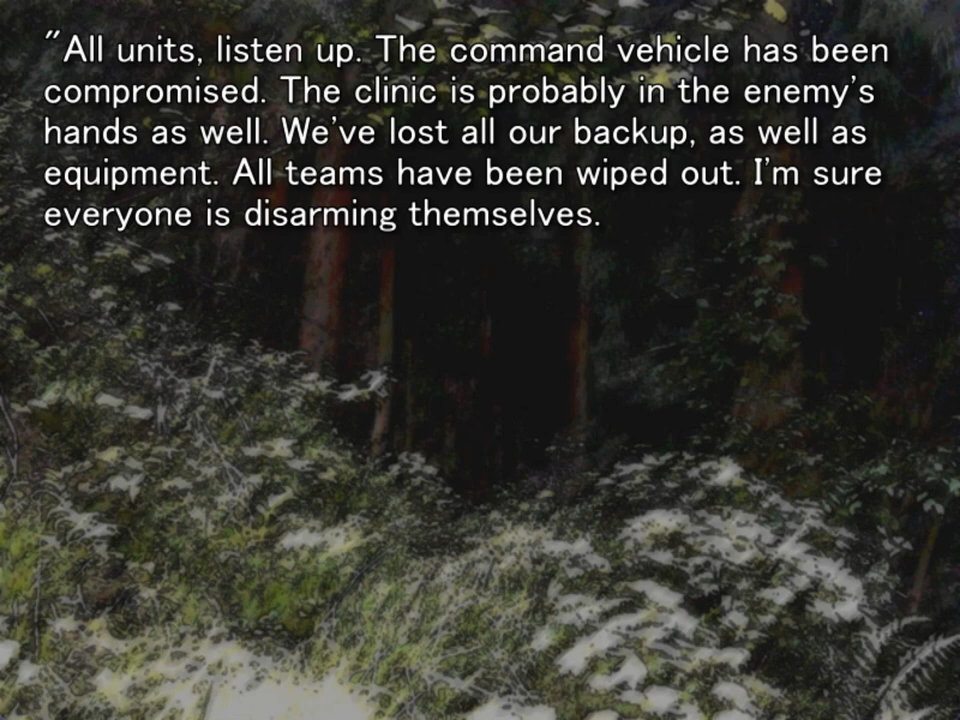 "All units, listen up. The command vehicle has been
compromised. The clinic is probably in the enemy's
hands as well. We've lost all our backup, as well as
equipment. All teams have been wiped out. I'm sure
everyone is disarming themselves.